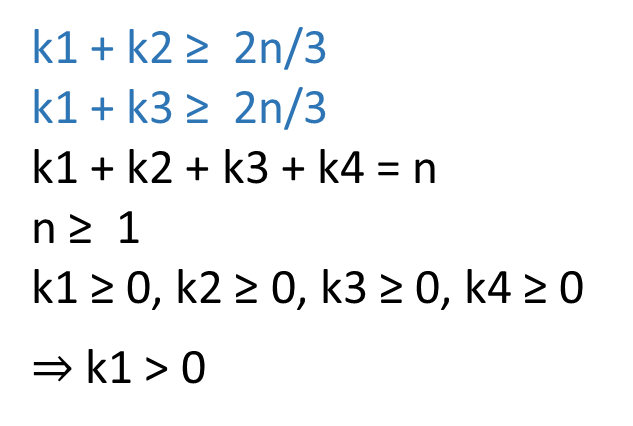 k1 + k2 ≥ 2n/3
k1 + k3 ≥ 2n/3
k1 + k2 + k3 + k4 = n
n ≥ 1
k1 ≥ 0, k2 ≥ 0, k3 ≥ 0, k4 ≥ 0
⇒ k1 > 0